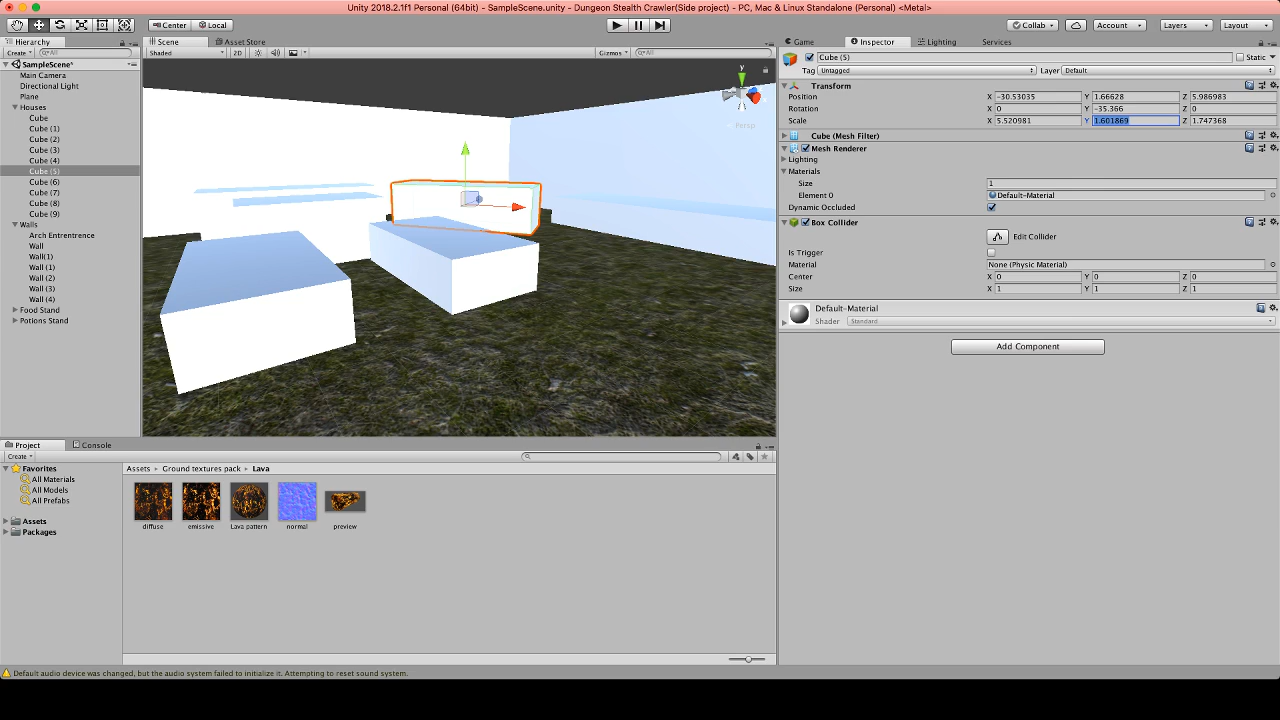 Unity 2018.2.1f1 Personal (64bit) - SampleScene.unity - Dungeon Stealth Crawler(Side project) - PC, Mac & Linux Standalone (Personal) <Metal>
Center Local Collab Account Layers Layout
Hierarchy
Create All
SampleScene*
Main Camera
Directional Light
Plane
Houses
Cube
Cube (1)
Cube (2)
Cube (3)
Cube (4)
Cube (5)
Cube (6)
Cube (7)
Cube (8)
Cube (9)
Walls
Arch Entrentrence
Wall
Wall(1)
Wall (1)
Wall (2)
Wall (3)
Wall (4)
Food Stand
Potions Stand
Scene Asset Store
Shaded 2D Gizmos All
y
Persp
Game Inspector Lighting Services
Cube (5) Static
Tag Untagged Layer Default
Transform
Position X -30.53035 Y 1.66628 Z 5.986983
Rotation X 0 Y -35.366 Z 0
Scale X 5.520981 Y 1.601869 Z 1.747368
Cube (Mesh Filter)
Mesh Renderer
Lighting
Materials
Size 1
Element 0 Default-Material
Dynamic Occluded
Box Collider
Edit Collider
Is Trigger
Material None (Physic Material)
Center X 0 Y 0 Z 0
Size X 1 Y 1 Z 1
Default-Material
Shader Standard
Add Component
Project Console
Create
Favorites
All Materials
All Models
All Prefabs
Assets
Packages
Assets Ground textures pack Lava
diffuse emissive Lava pattern normal preview
Default audio device was changed, but the audio system failed to initialize it. Attempting to reset sound system.